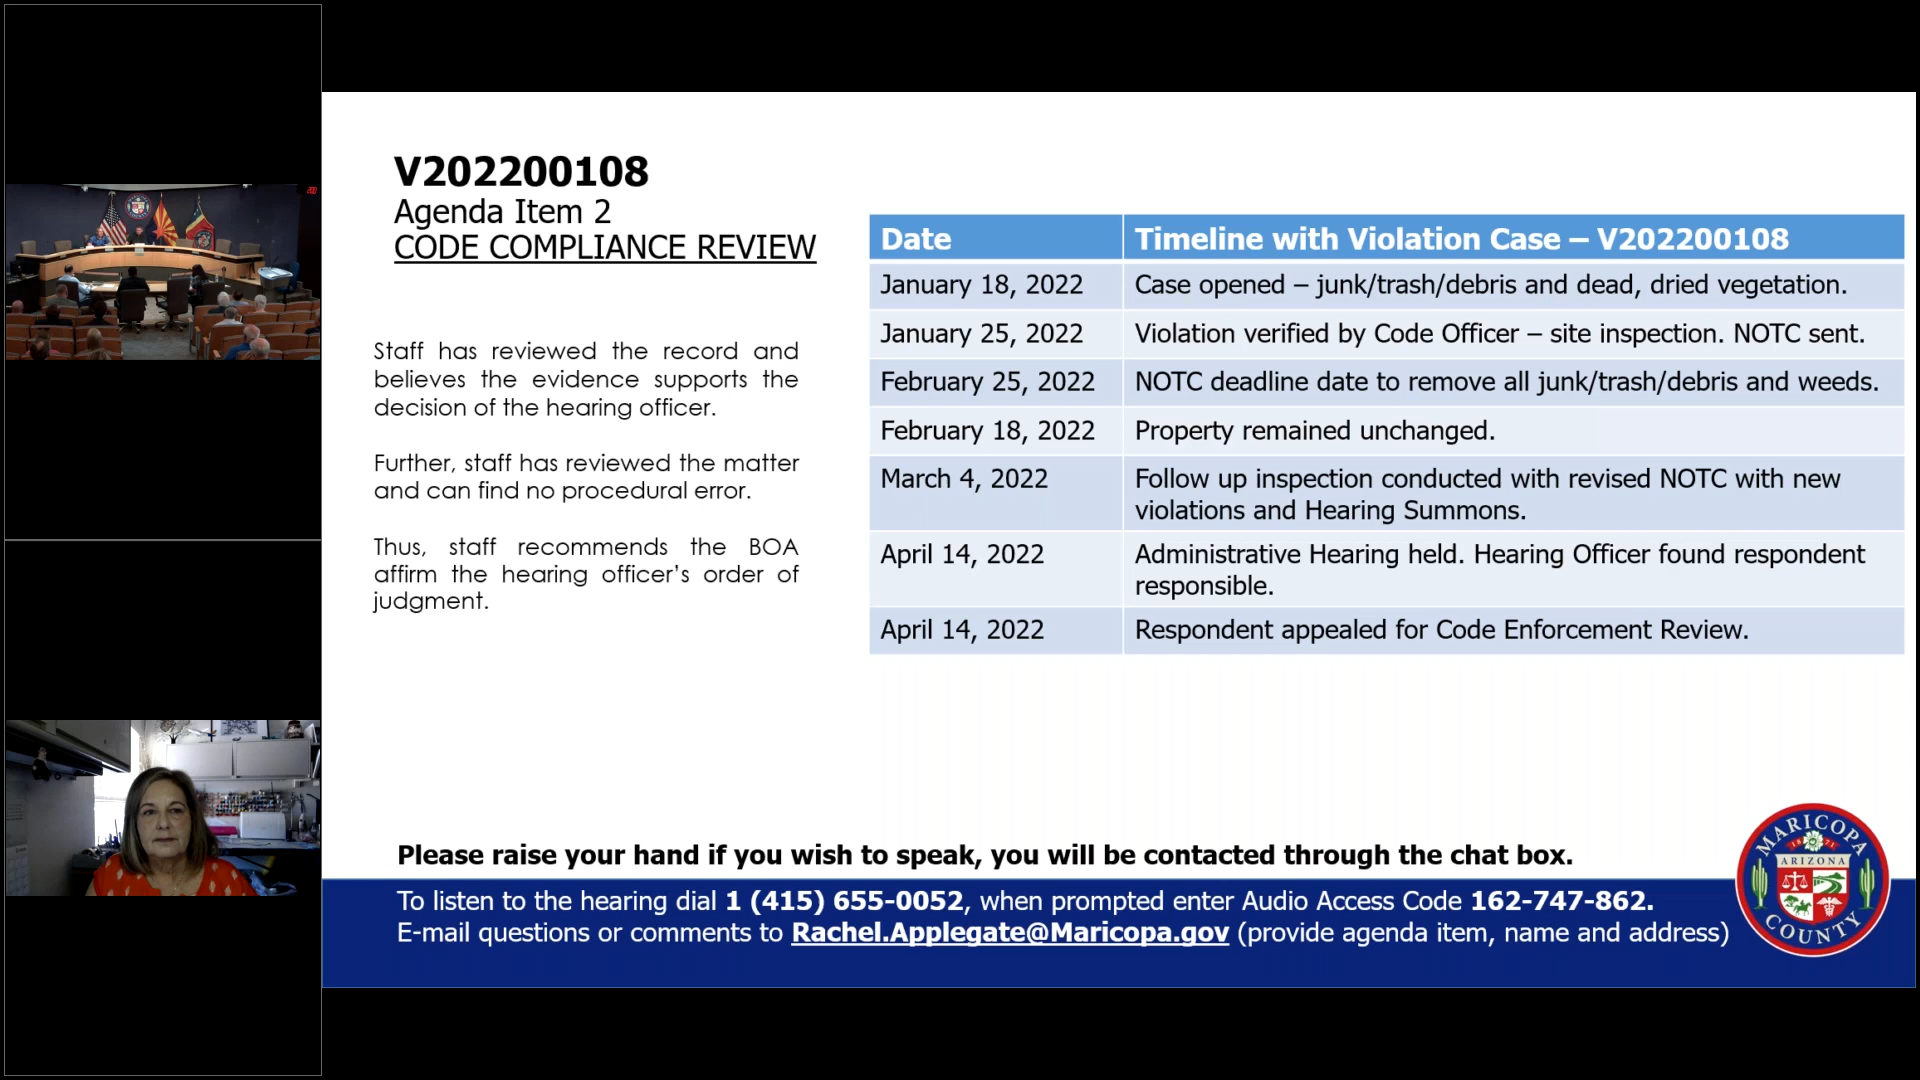 V202200108
Agenda Item 2
CODE COMPLIANCE REVIEW
Staff has reviewed the record and
believes the evidence supports the
decision of the hearing officer.
Further, staff has reviewed the matter
and can find no procedural error.
Thus, staff recommends the BOA
affirm the hearing officer's order of
judgment.
Date Timeline with Violation Case – V202200108
January 18, 2022 Case opened – junk/trash/debris and dead, dried vegetation.
January 25, 2022 Violation verified by Code Officer – site inspection. NOTC sent.
February 25, 2022 NOTC deadline date to remove all junk/trash/debris and weeds.
February 18, 2022 Property remained unchanged.
March 4, 2022 Follow up inspection conducted with revised NOTC with new
violations and Hearing Summons.
April 14, 2022 Administrative Hearing held. Hearing Officer found respondent
responsible.
April 14, 2022 Respondent appealed for Code Enforcement Review.
Please raise your hand if you wish to speak, you will be contacted through the chat box.
To listen to the hearing dial 1 (415) 655-0052, when prompted enter Audio Access Code 162-747-862.
E-mail questions or comments to Rachel.Applegate@Maricopa.gov (provide agenda item, name and address)
MARICOPA
ARIZONA
COUNTY